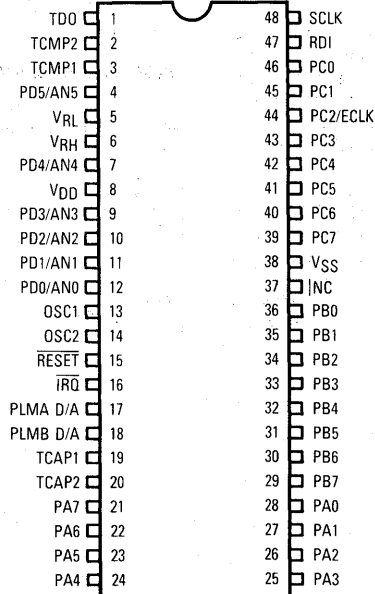 TDO 1 48 SCLK
TCMP2 2 47 RDI
TCMP1 3 46 PC0
PD5/AN5 4 45 PC1
VRL 5 44 PC2/ECLK
VRH 6 43 PC3
PD4/AN4 7 42 PC4
VDD 8 41 PC5
PD3/AN3 9 40 PC6
PD2/AN2 10 39 PC7
PD1/AN1 11 38 VSS
PD0/AN0 12 37 NC
OSC1 13 36 PB0
OSC2 14 35 PB1
RESET 15 34 PB2
IRQ 16 33 PB3
PLMA D/A 17 32 PB4
PLMB D/A 18 31 PB5
TCAP1 19 30 PB6
TCAP2 20 29 PB7
PA7 21 28 PA0
PA6 22 27 PA1
PA5 23 26 PA2
PA4 24 25 PA3